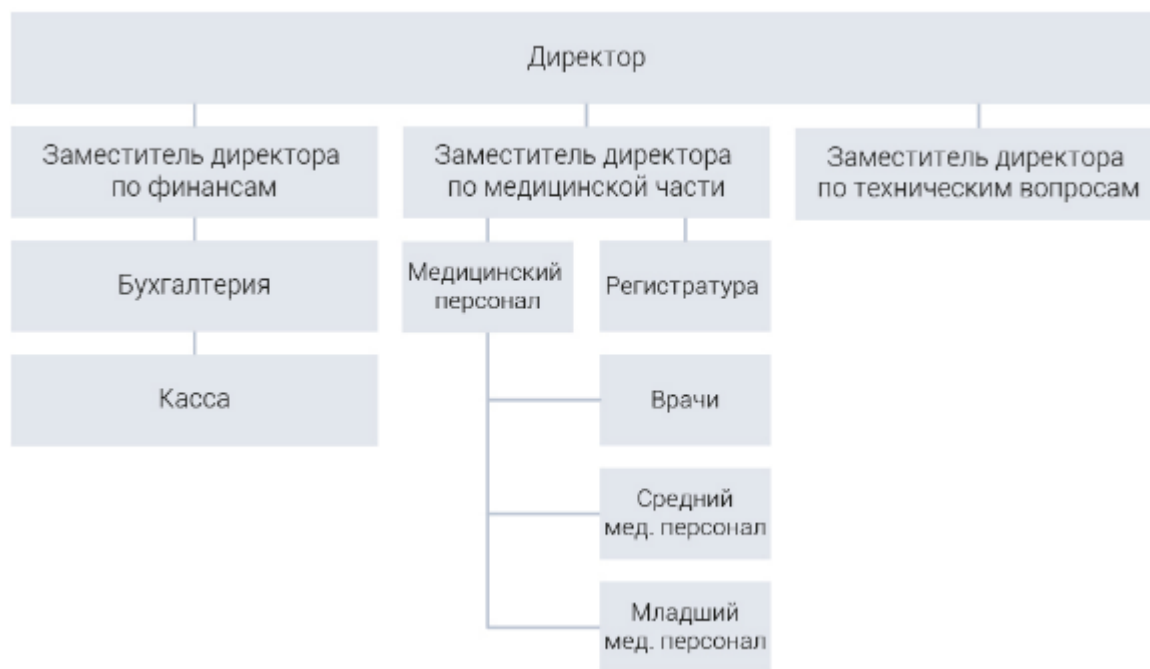 Директор
Заместитель директора
по финансам
Заместитель директора
по медицинской части
Заместитель директора
по техническим вопросам
Бухгалтерия
Медицинский
персонал
Регистратура
Касса
Врачи
Средний
мед. персонал
Младший
мед. персонал